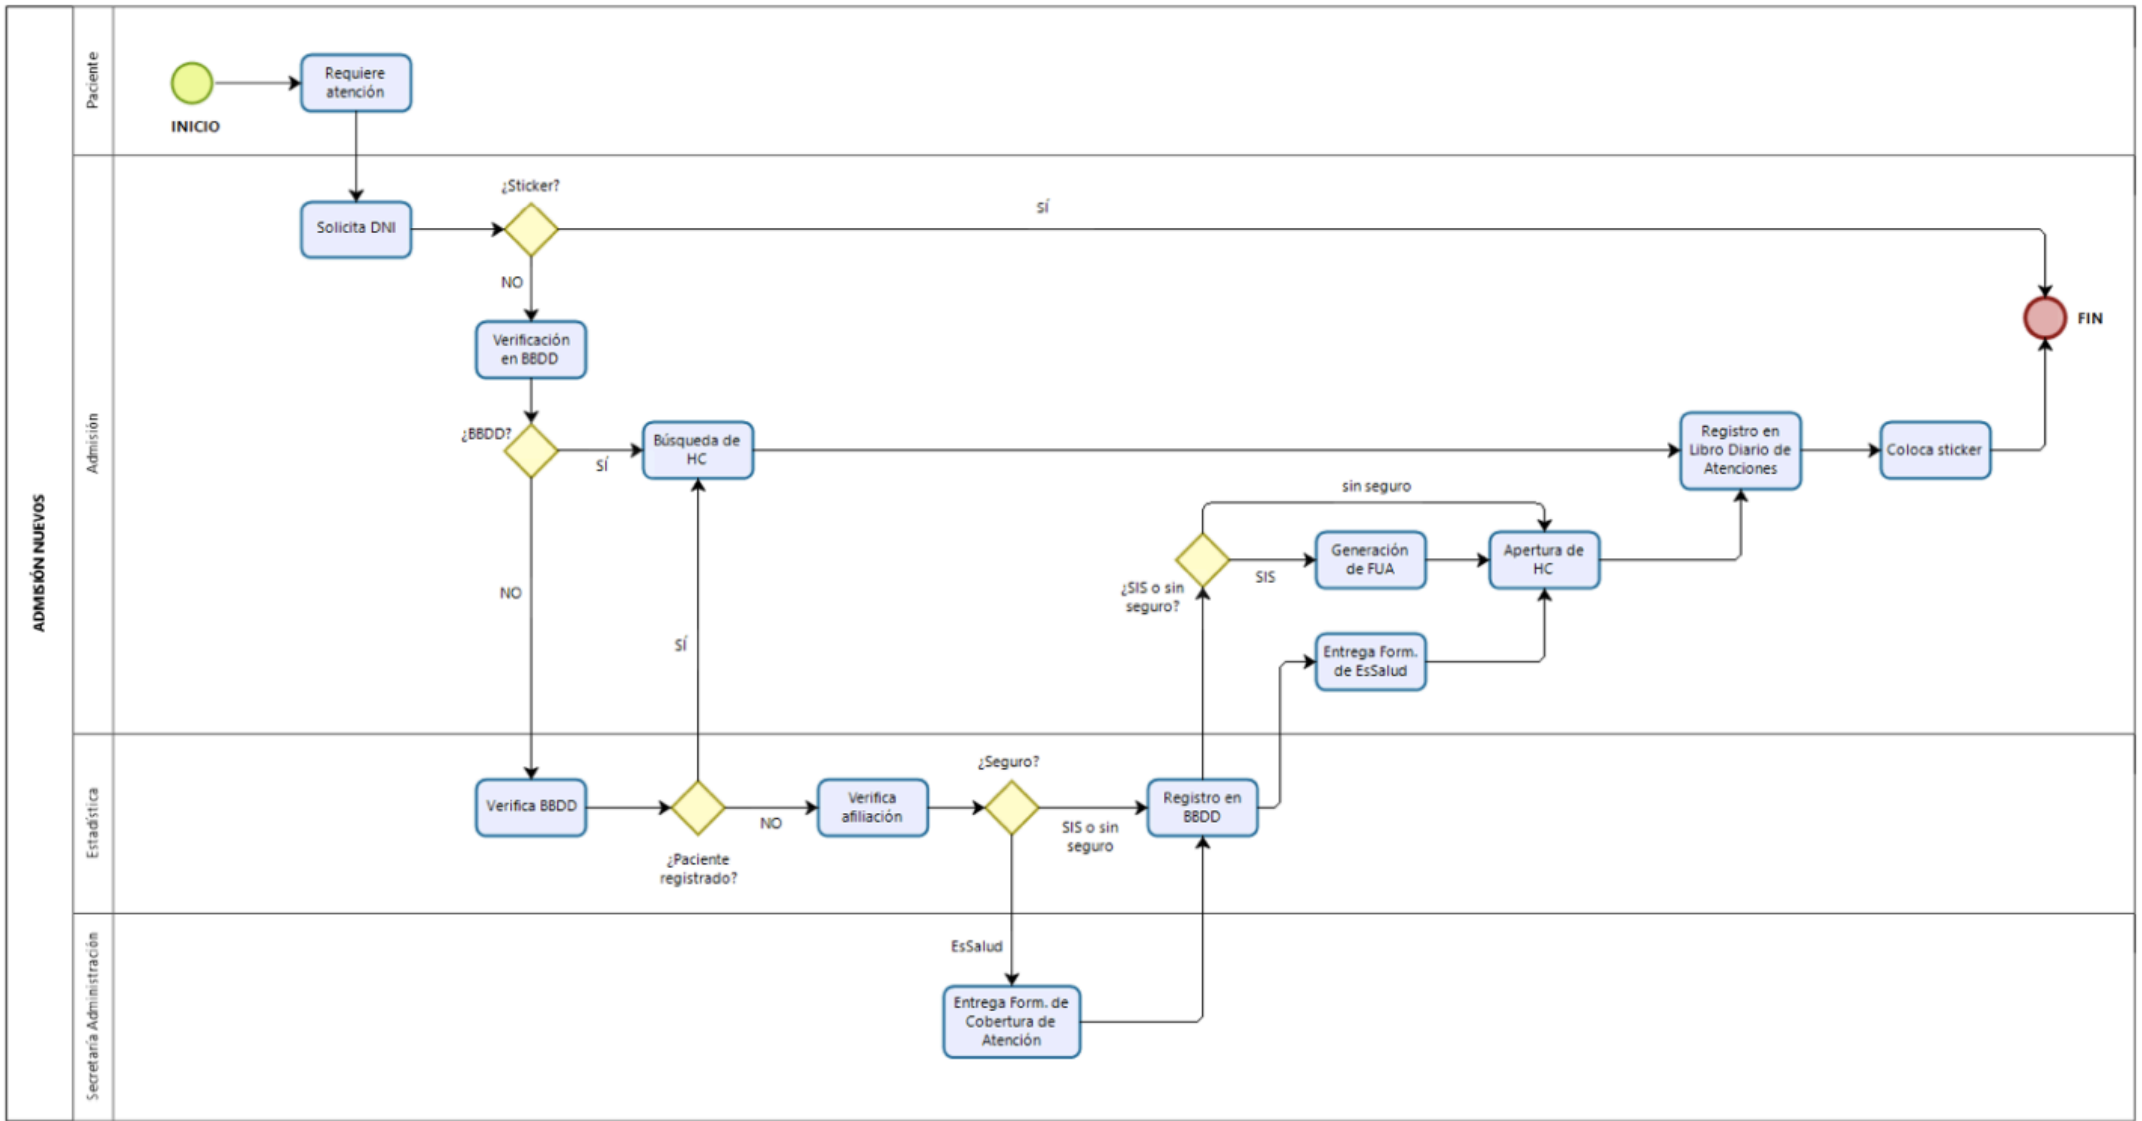 ADMISIÓN NUEVOS
Paciente
INICIO
Requiere
atención
Admisión
Solicita DNI
¿Sticker?
SÍ
NO
Verificación
en BBDD
¿BBDD?
SÍ
NO
Búsqueda de
HC
SÍ
¿SIS o sin
seguro?
sin seguro
SIS
Generación
de FUA
Apertura de
HC
Entrega Form.
de EsSalud
Registro en
Libro Diario de
Atenciones
Coloca sticker
FIN
Estadística
Verifica BBDD
¿Paciente
registrado?
NO
Verifica
afiliación
¿Seguro?
SIS o sin
seguro
Registro en
BBDD
Secretaría Administración
EsSalud
Entrega Form. de
Cobertura de
Atención